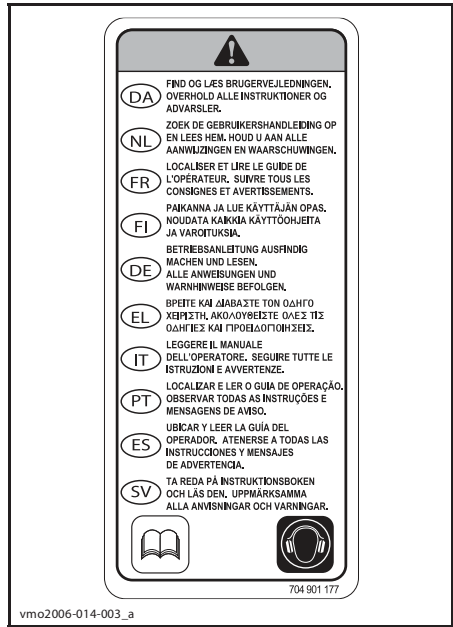 DA
FIND OG LÆS BRUGERVEJLEDNINGEN.
OVERHOLD ALLE INSTRUKTIONER OG
ADVARSLER.
NL
ZOEK DE GEBRUIKERSHANDLEIDING OP
EN LEES HEM. HOUD U AAN ALLE
AANWIJZINGEN EN WAARSCHUWINGEN.
FR
LOCALISER ET LIRE LE GUIDE DE
L'OPÉRATEUR. SUIVRE TOUS LES
CONSIGNES ET AVERTISSEMENTS.
FI
PAIKANNA JA LUE KÄYTTÄJÄN OPAS.
NOUDATA KAIKKIA KÄYTTÖOHJEITA
JA VAROITUKSIA.
DE
BETRIEBSANLEITUNG AUSFINDIG
MACHEN UND LESEN.
ALLE ANWEISUNGEN UND
WARNHINWEISE BEFOLGEN.
EL
ΒΡΕΙΤΕ ΚΑΙ ΔΙΑΒΑΣΤΕ ΤΟΝ ΟΔΗΓΟ
ΧΕΙΡΙΣΤΗ. ΑΚΟΛΟΥΘΕΙΣΤΕ ΟΛΕΣ ΤΙΣ
ΟΔΗΓΙΕΣ ΚΑΙ ΠΡΟΕΙΔΟΠΟΙΗΣΕΙΣ.
IT
LEGGERE IL MANUALE
DELL'OPERATORE. SEGUIRE TUTTE LE
ISTRUZIONI E AVVERTENZE.
PT
LOCALIZAR E LER O GUIA DE OPERAÇÃO.
OBSERVAR TODAS AS INSTRUÇÕES E
MENSAGENS DE AVISO.
ES
UBICAR Y LEER LA GUÍA DEL
OPERADOR. ATENERSE A TODAS LAS
INSTRUCCIONES Y MENSAJES
DE ADVERTENCIA.
SV
TA REDA PÅ INSTRUKTIONSBOKEN
OCH LÄS DEN. UPPMÄRKSAMMA
ALLA ANVISNINGAR OCH VARNINGAR.
704 901 177
vmo2006-014-003_a